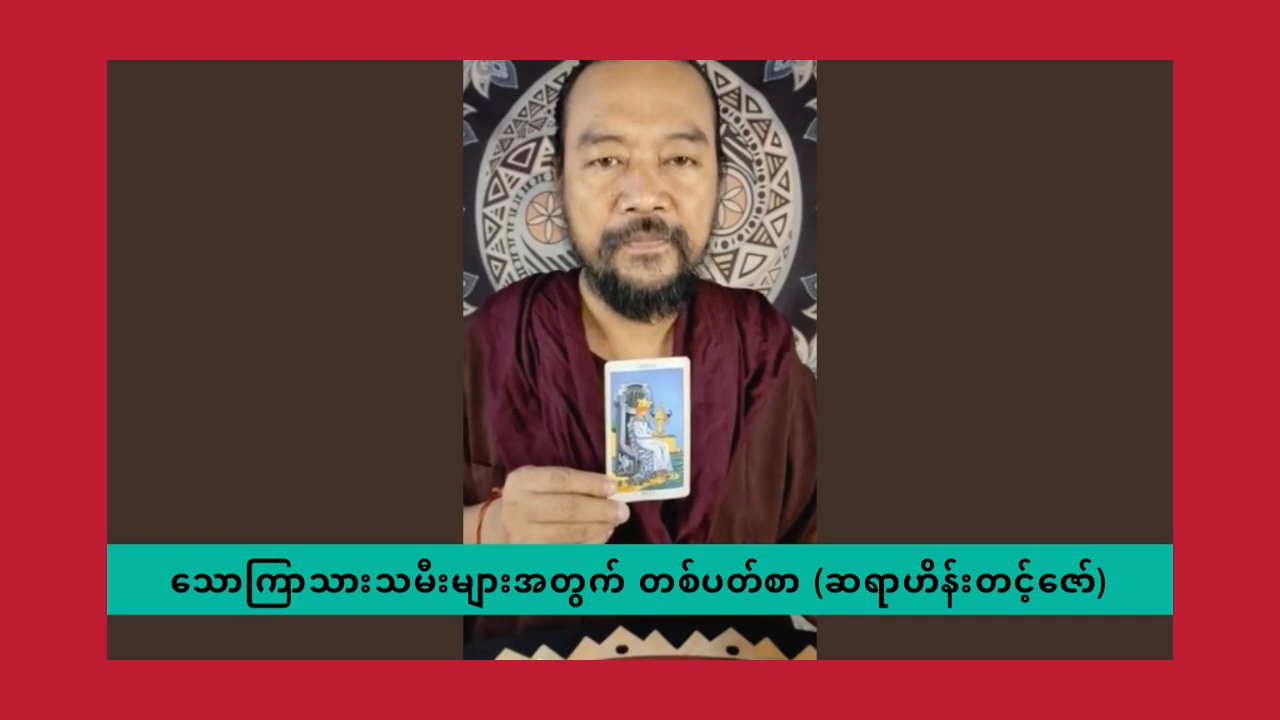 သောကြာသားသမီးများအတွက် တစ်ပတ်စာ (ဆရာဟိန်းတင့်ဇော်)